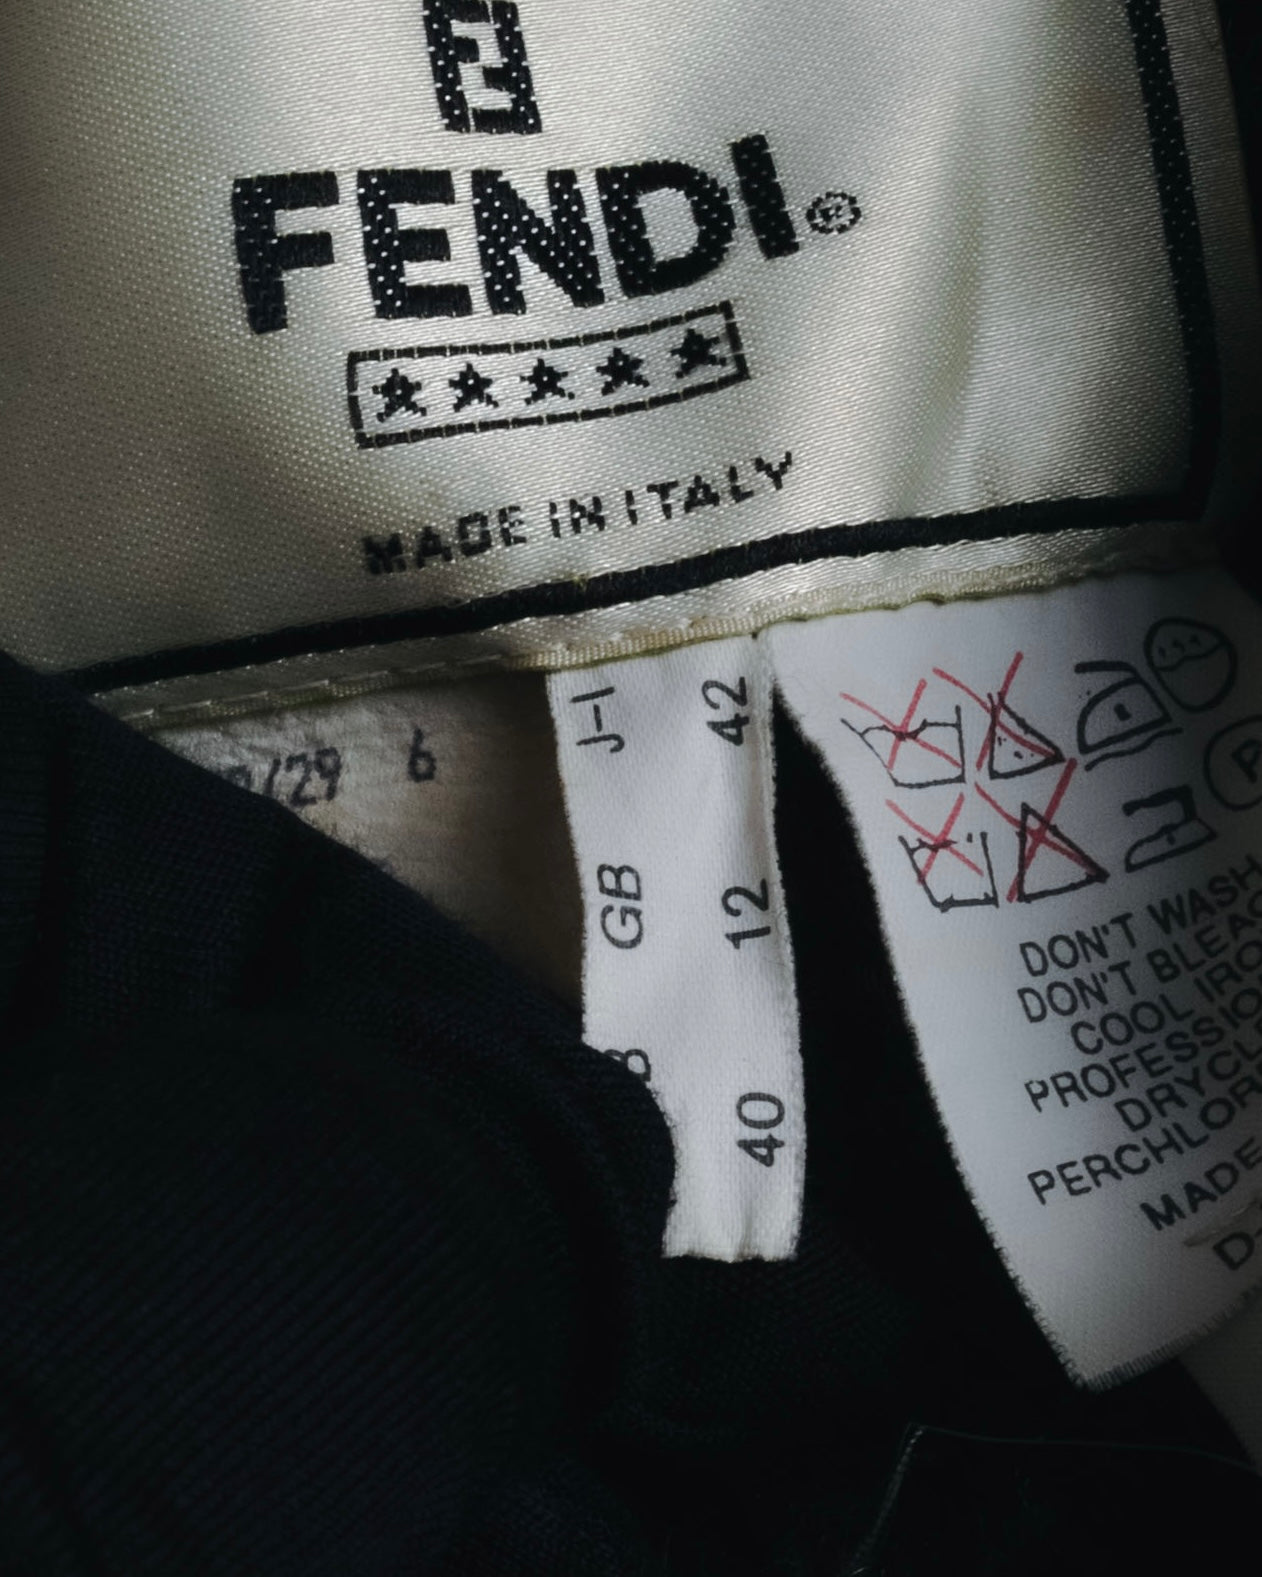 FENDI®
★★★★★
MADE IN ITALY
/29 6
J-I 42
GB 12
B 40
P
DON'T WASH
DON'T BLEAC
COOL IRO
PROFESSIO
DRYCL
PERCHLOR
MADE
D-